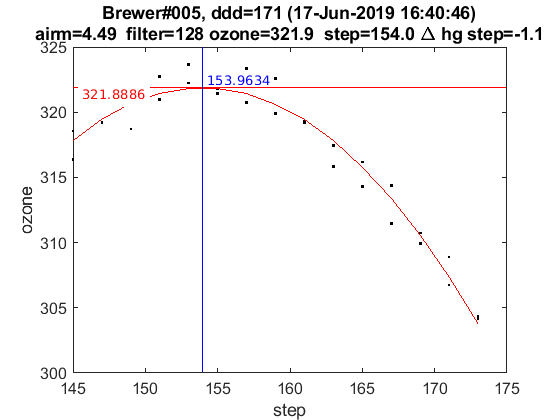 Brewer#005, ddd=171 (17-Jun-2019 16:40:46)
airm=4.49 filter=128 ozone=321.9 step=154.0 Δ hg step=-1.1
325
153.9634
321.8886
320
315
310
305
300
ozone
145 150 155 160 165 170 175
step